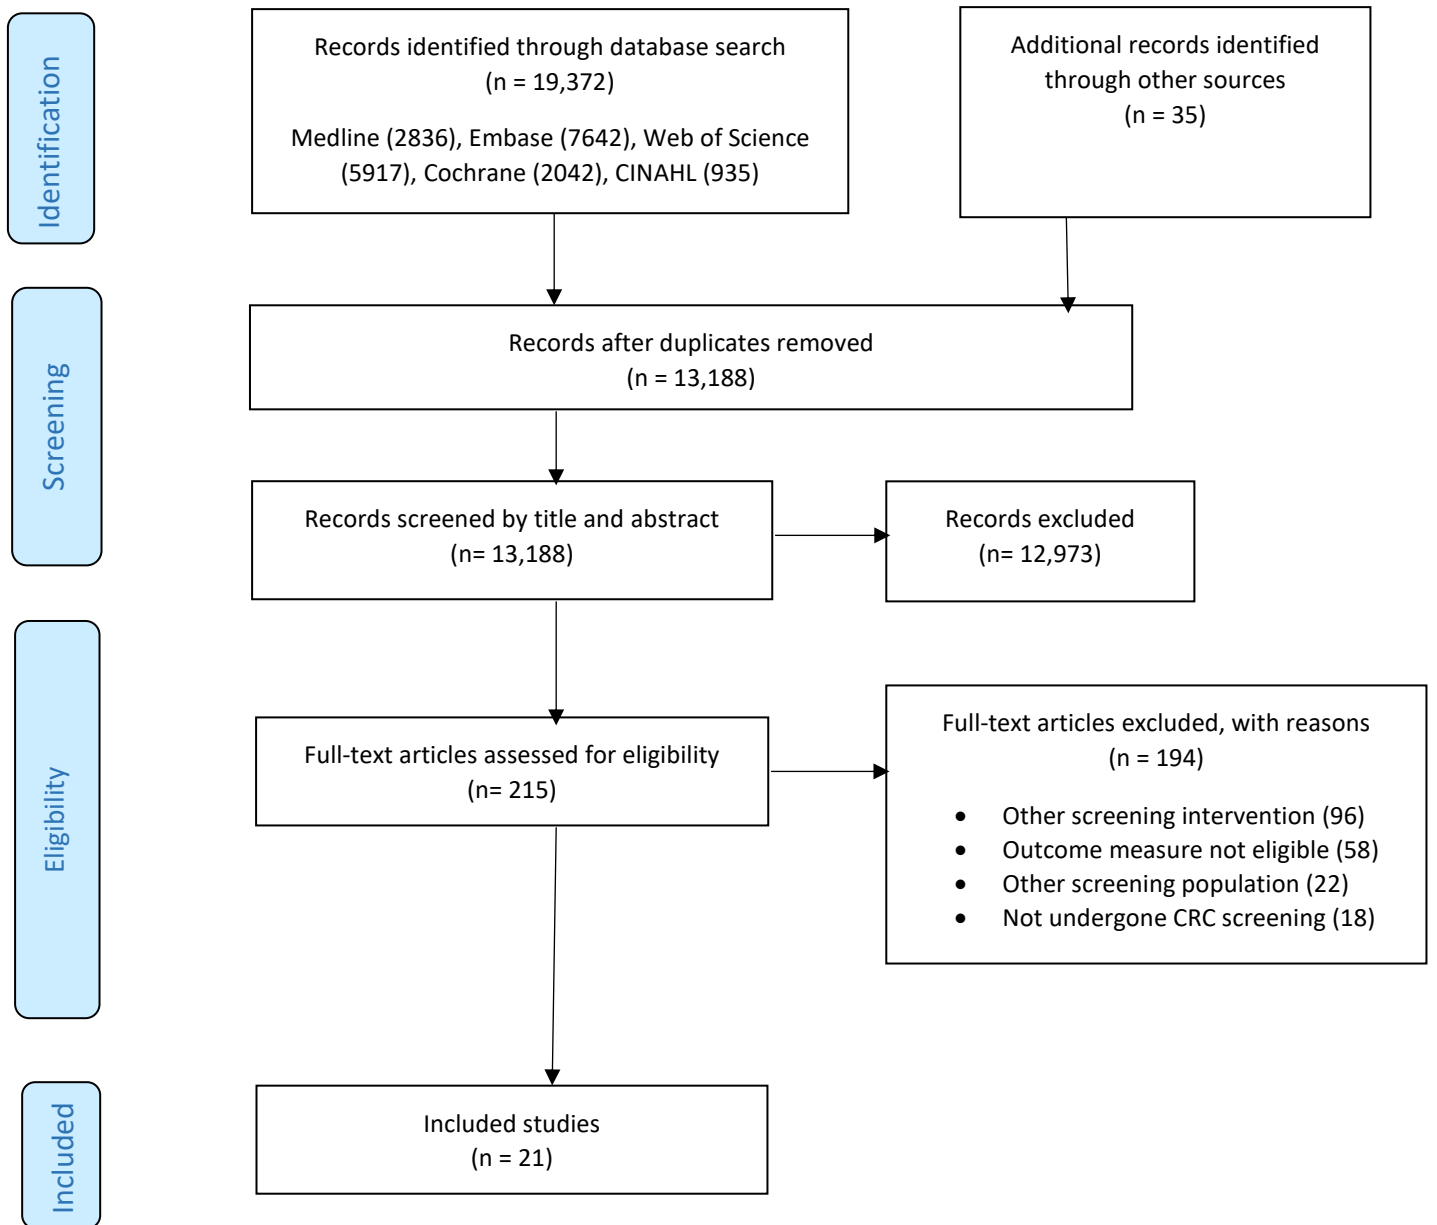 Identification
Records identified through database search
(n = 19,372)
Medline (2836), Embase (7642), Web of Science
(5917), Cochrane (2042), CINAHL (935)
Additional records identified
through other sources
(n = 35)
Screening
Records after duplicates removed
(n = 13,188)
Records screened by title and abstract
(n= 13,188)
Records excluded
(n= 12,973)
Eligibility
Full-text articles assessed for eligibility
(n= 215)
Full-text articles excluded, with reasons
(n = 194)
• Other screening intervention (96)
• Outcome measure not eligible (58)
• Other screening population (22)
• Not undergone CRC screening (18)
Included
Included studies
(n = 21)